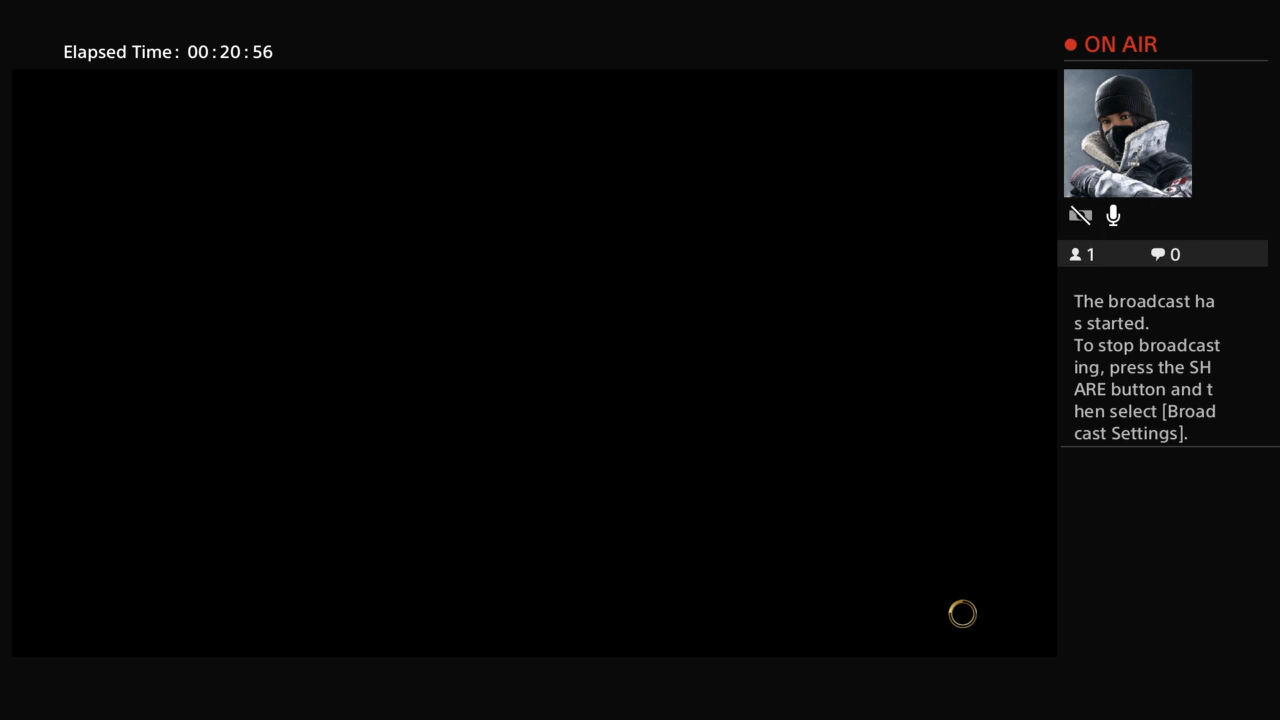 Elapsed Time: 00:20:56
ON AIR
1 0
The broadcast ha
s started.
To stop broadcast
ing, press the SH
ARE button and t
hen select [Broad
cast Settings].